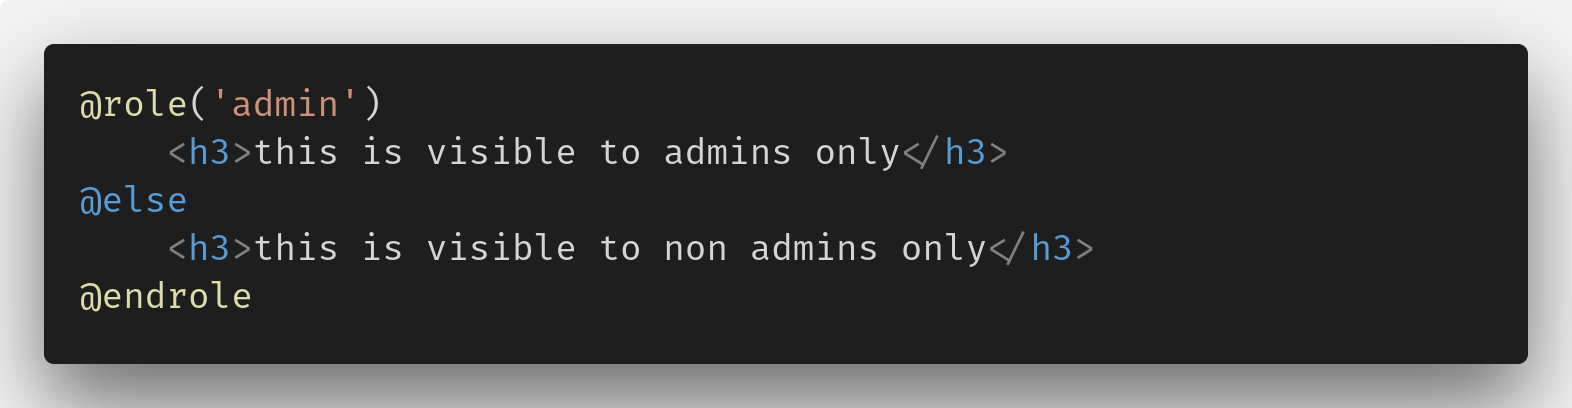 @role('admin')
    <h3>this is visible to admins only</h3>
@else
    <h3>this is visible to non admins only</h3>
@endrole